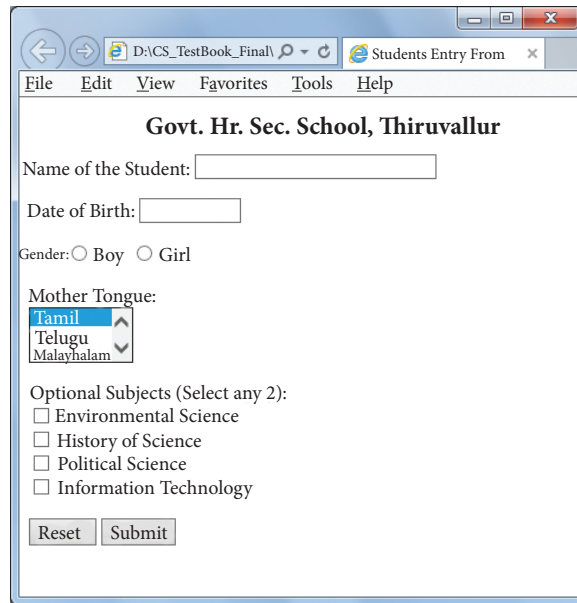 D:\CS_TestBook_Final\ Students Entry From
File Edit View Favorites Tools Help
Govt. Hr. Sec. School, Thiruvallur
Name of the Student:
Date of Birth:
Gender: Boy Girl
Mother Tongue:
Tamil
Telugu
Malayhalam
Optional Subjects (Select any 2):
Environmental Science
History of Science
Political Science
Information Technology
Reset Submit